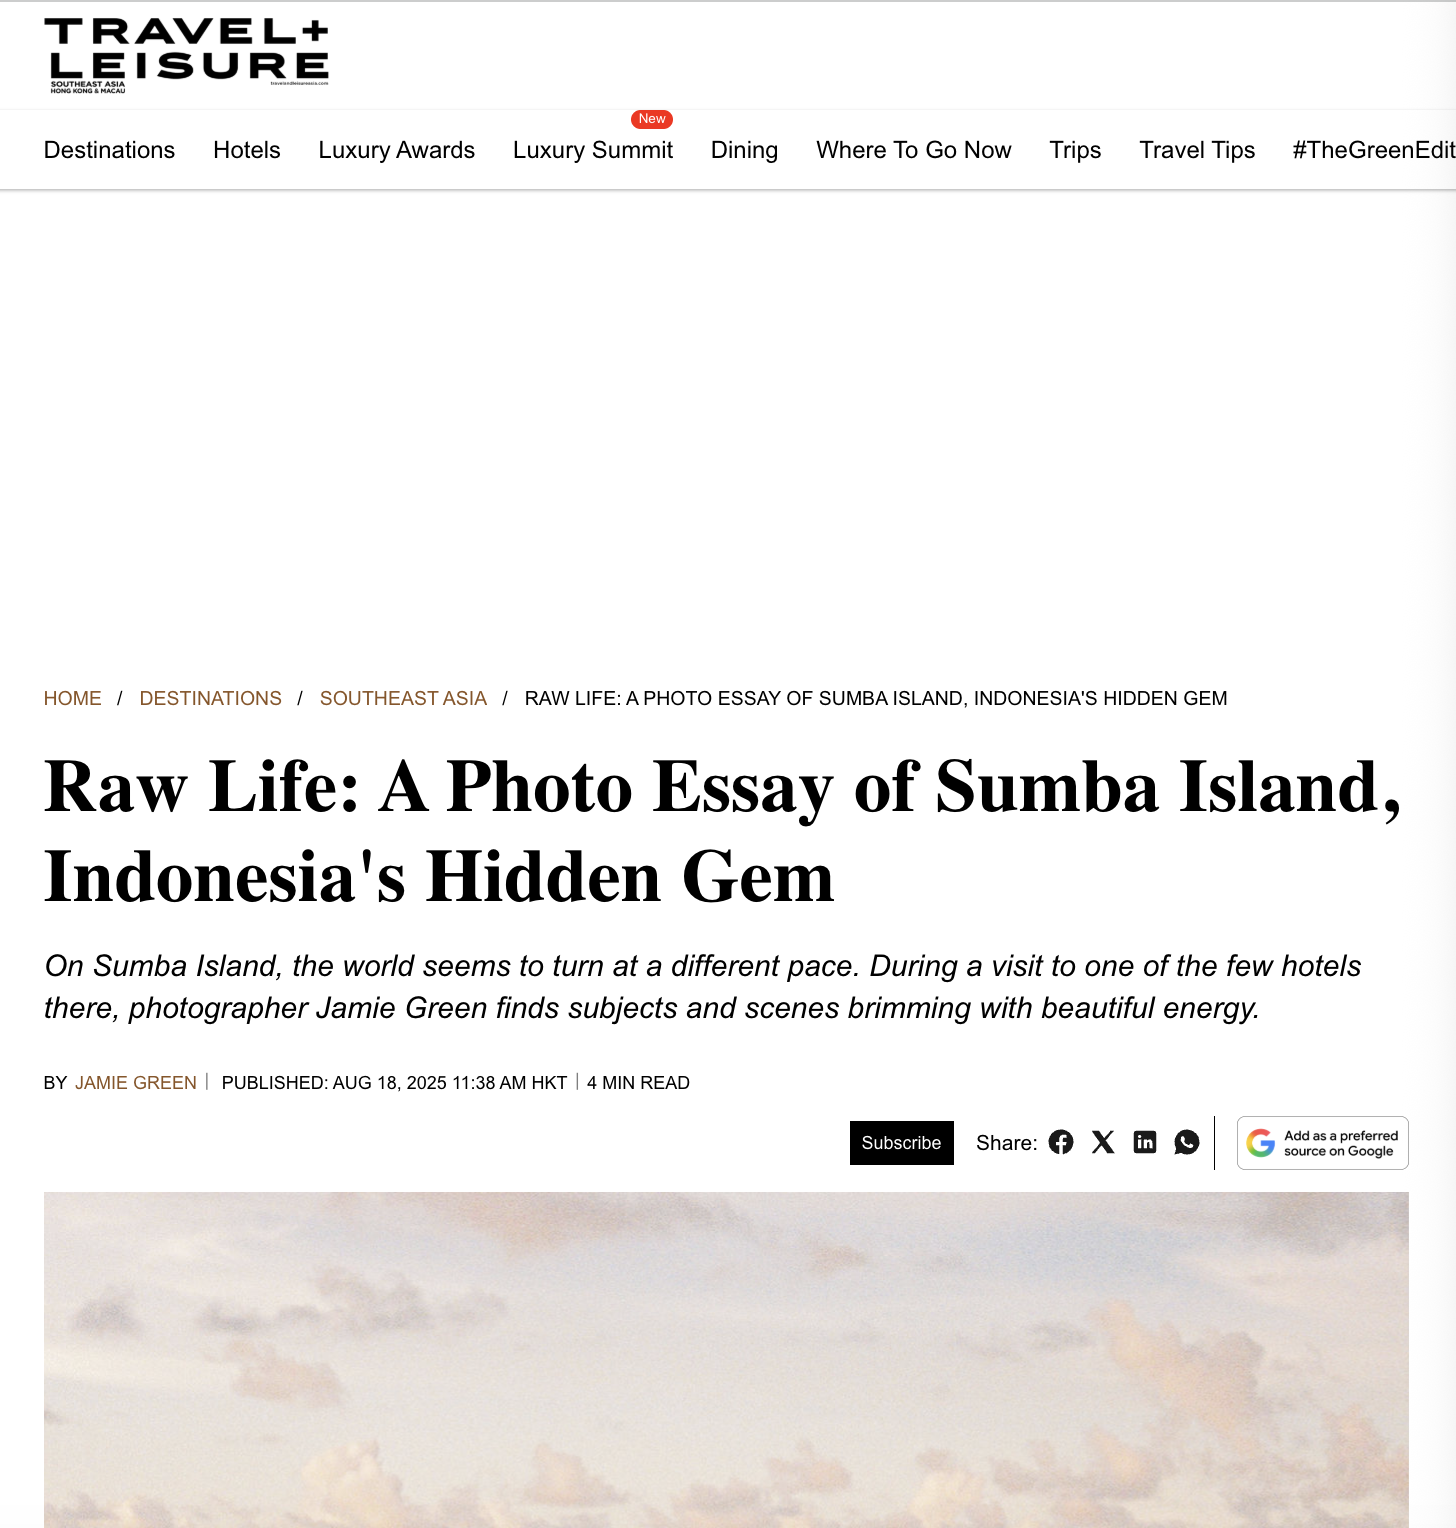 TRAVEL+
LEISURE
SOUTHEAST ASIA
HONG KONG & MACAU
travelandleisureasia.com
New
Destinations Hotels Luxury Awards Luxury Summit Dining Where To Go Now Trips Travel Tips #TheGreenEdit
HOME / DESTINATIONS / SOUTHEAST ASIA / RAW LIFE: A PHOTO ESSAY OF SUMBA ISLAND, INDONESIA'S HIDDEN GEM
Raw Life: A Photo Essay of Sumba Island,
Indonesia's Hidden Gem
On Sumba Island, the world seems to turn at a different pace. During a visit to one of the few hotels
there, photographer Jamie Green finds subjects and scenes brimming with beautiful energy.
BY JAMIE GREEN | PUBLISHED: AUG 18, 2025 11:38 AM HKT | 4 MIN READ
Subscribe Share: Add as a preferred
source on Google